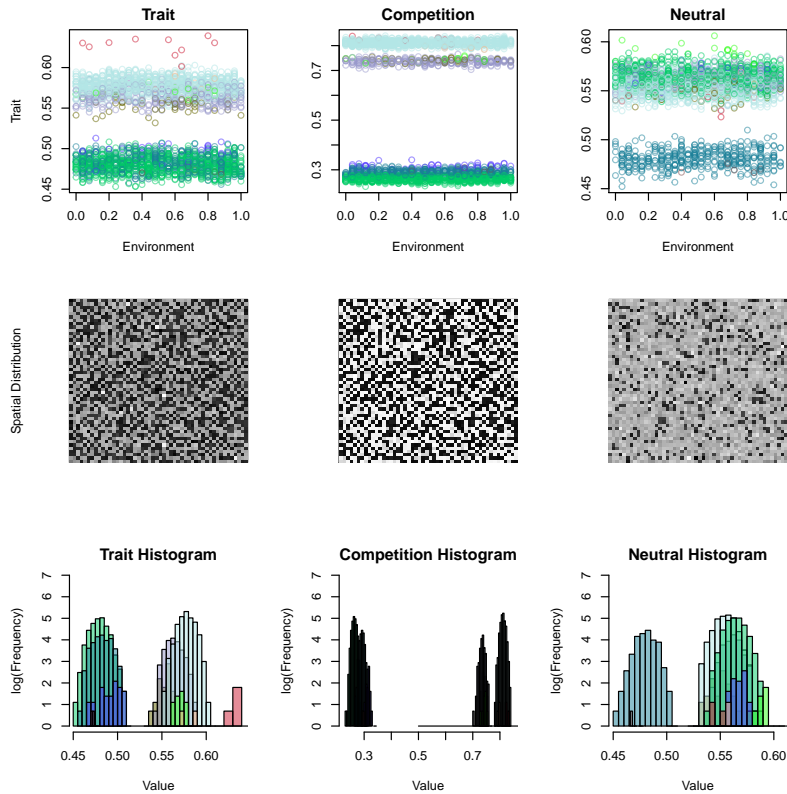 Trait
Competition
Neutral
Trait
0.45 0.50 0.55 0.60
0.3 0.5 0.7
0.45 0.50 0.55 0.60
0.0 0.2 0.4 0.6 0.8 1.0
0.0 0.2 0.4 0.6 0.8 1.0
0.0 0.2 0.4 0.6 0.8 1.0
Environment
Environment
Environment
Spatial Distribution
Trait Histogram
Competition Histogram
Neutral Histogram
log(Frequency)
0 1 2 3 4 5 6 7
log(Frequency)
0 1 2 3 4 5 6 7
log(Frequency)
0 1 2 3 4 5 6 7
0.45 0.50 0.55 0.60
0.3 0.5 0.7
0.45 0.50 0.55 0.60
Value
Value
Value